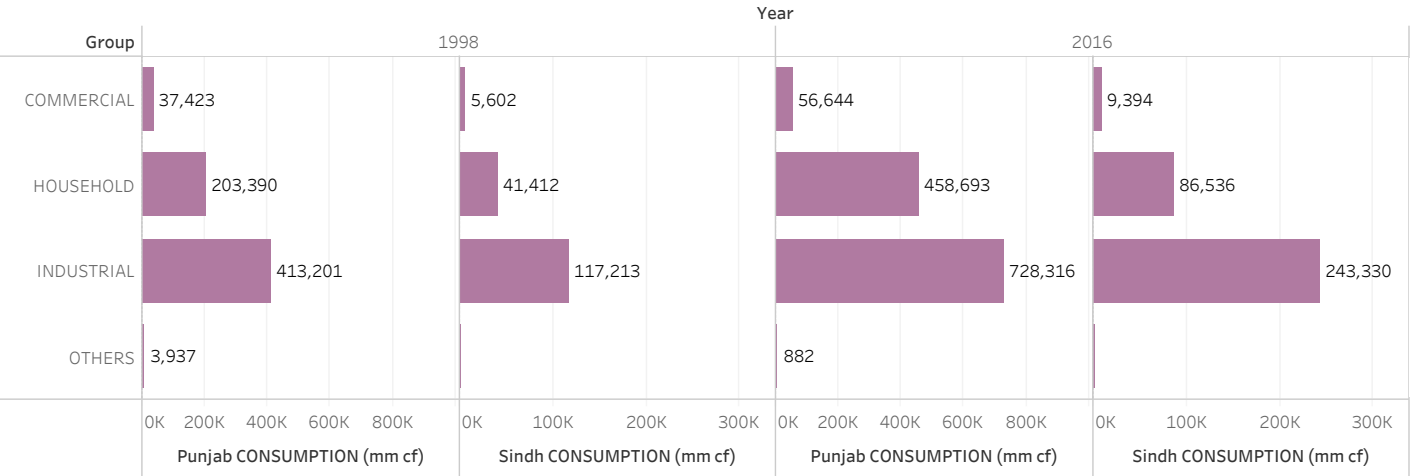 Year
Group 1998 2016
COMMERCIAL 37,423 5,602 56,644 9,394
HOUSEHOLD 203,390 41,412 458,693 86,536
INDUSTRIAL 413,201 117,213 728,316 243,330
OTHERS 3,937 882
0K 200K 400K 600K 800K 0K 100K 200K 300K 0K 200K 400K 600K 800K 0K 100K 200K 300K
Punjab CONSUMPTION (mm cf) Sindh CONSUMPTION (mm cf) Punjab CONSUMPTION (mm cf) Sindh CONSUMPTION (mm cf)